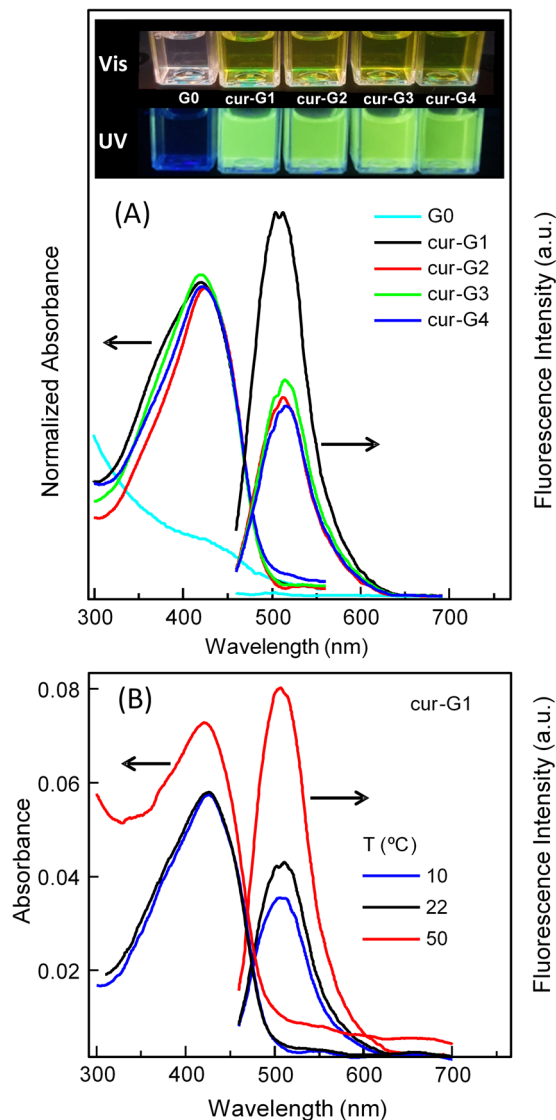 Vis
G0 cur-G1 cur-G2 cur-G3 cur-G4
UV
(A)
G0
cur-G1
cur-G2
cur-G3
cur-G4
Normalized Absorbance
Fluorescence Intensity (a.u.)
300 400 500 600 700
Wavelength (nm)
(B)
cur-G1
0.08
0.06
0.04
0.02
T (ºC)
10
22
50
Absorbance
Fluorescence Intensity (a.u.)
300 400 500 600 700
Wavelength (nm)